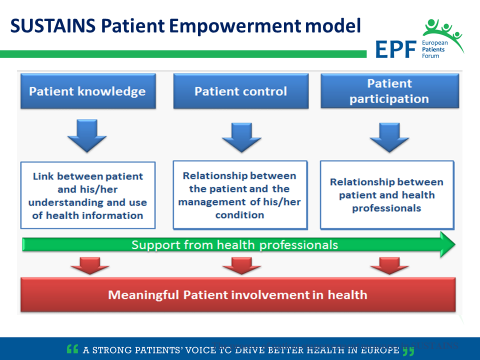 SUSTAINS Patient Empowerment model
EPF
European
Patients
Forum
Patient knowledge
Patient control
Patient
participation
Link between patient
and his/her
understanding and use
of health information
Relationship between
the patient and the
management of his/her
condition
Relationship between
patient and health
professionals
Support from health professionals
Meaningful Patient involvement in health
“ A STRONG PATIENTS' VOICE TO DRIVE BETTER HEALTH IN EUROPE ”